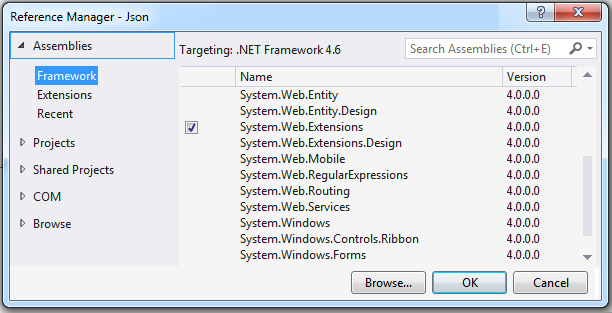 Reference Manager - Json
Assemblies
Framework
Extensions
Recent
Projects
Shared Projects
COM
Browse
Targeting: .NET Framework 4.6
Search Assemblies (Ctrl+E)
Name Version
System.Web.Entity 4.0.0.0
System.Web.Entity.Design 4.0.0.0
System.Web.Extensions 4.0.0.0
System.Web.Extensions.Design 4.0.0.0
System.Web.Mobile 4.0.0.0
System.Web.RegularExpressions 4.0.0.0
System.Web.Routing 4.0.0.0
System.Web.Services 4.0.0.0
System.Windows 4.0.0.0
System.Windows.Controls.Ribbon 4.0.0.0
System.Windows.Forms 4.0.0.0
Browse... OK Cancel